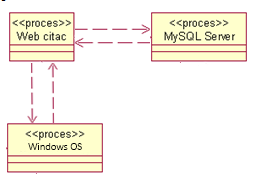 <<proces>>
Web citac
<<proces>>
MySQL Server
<<proces>>
Windows OS